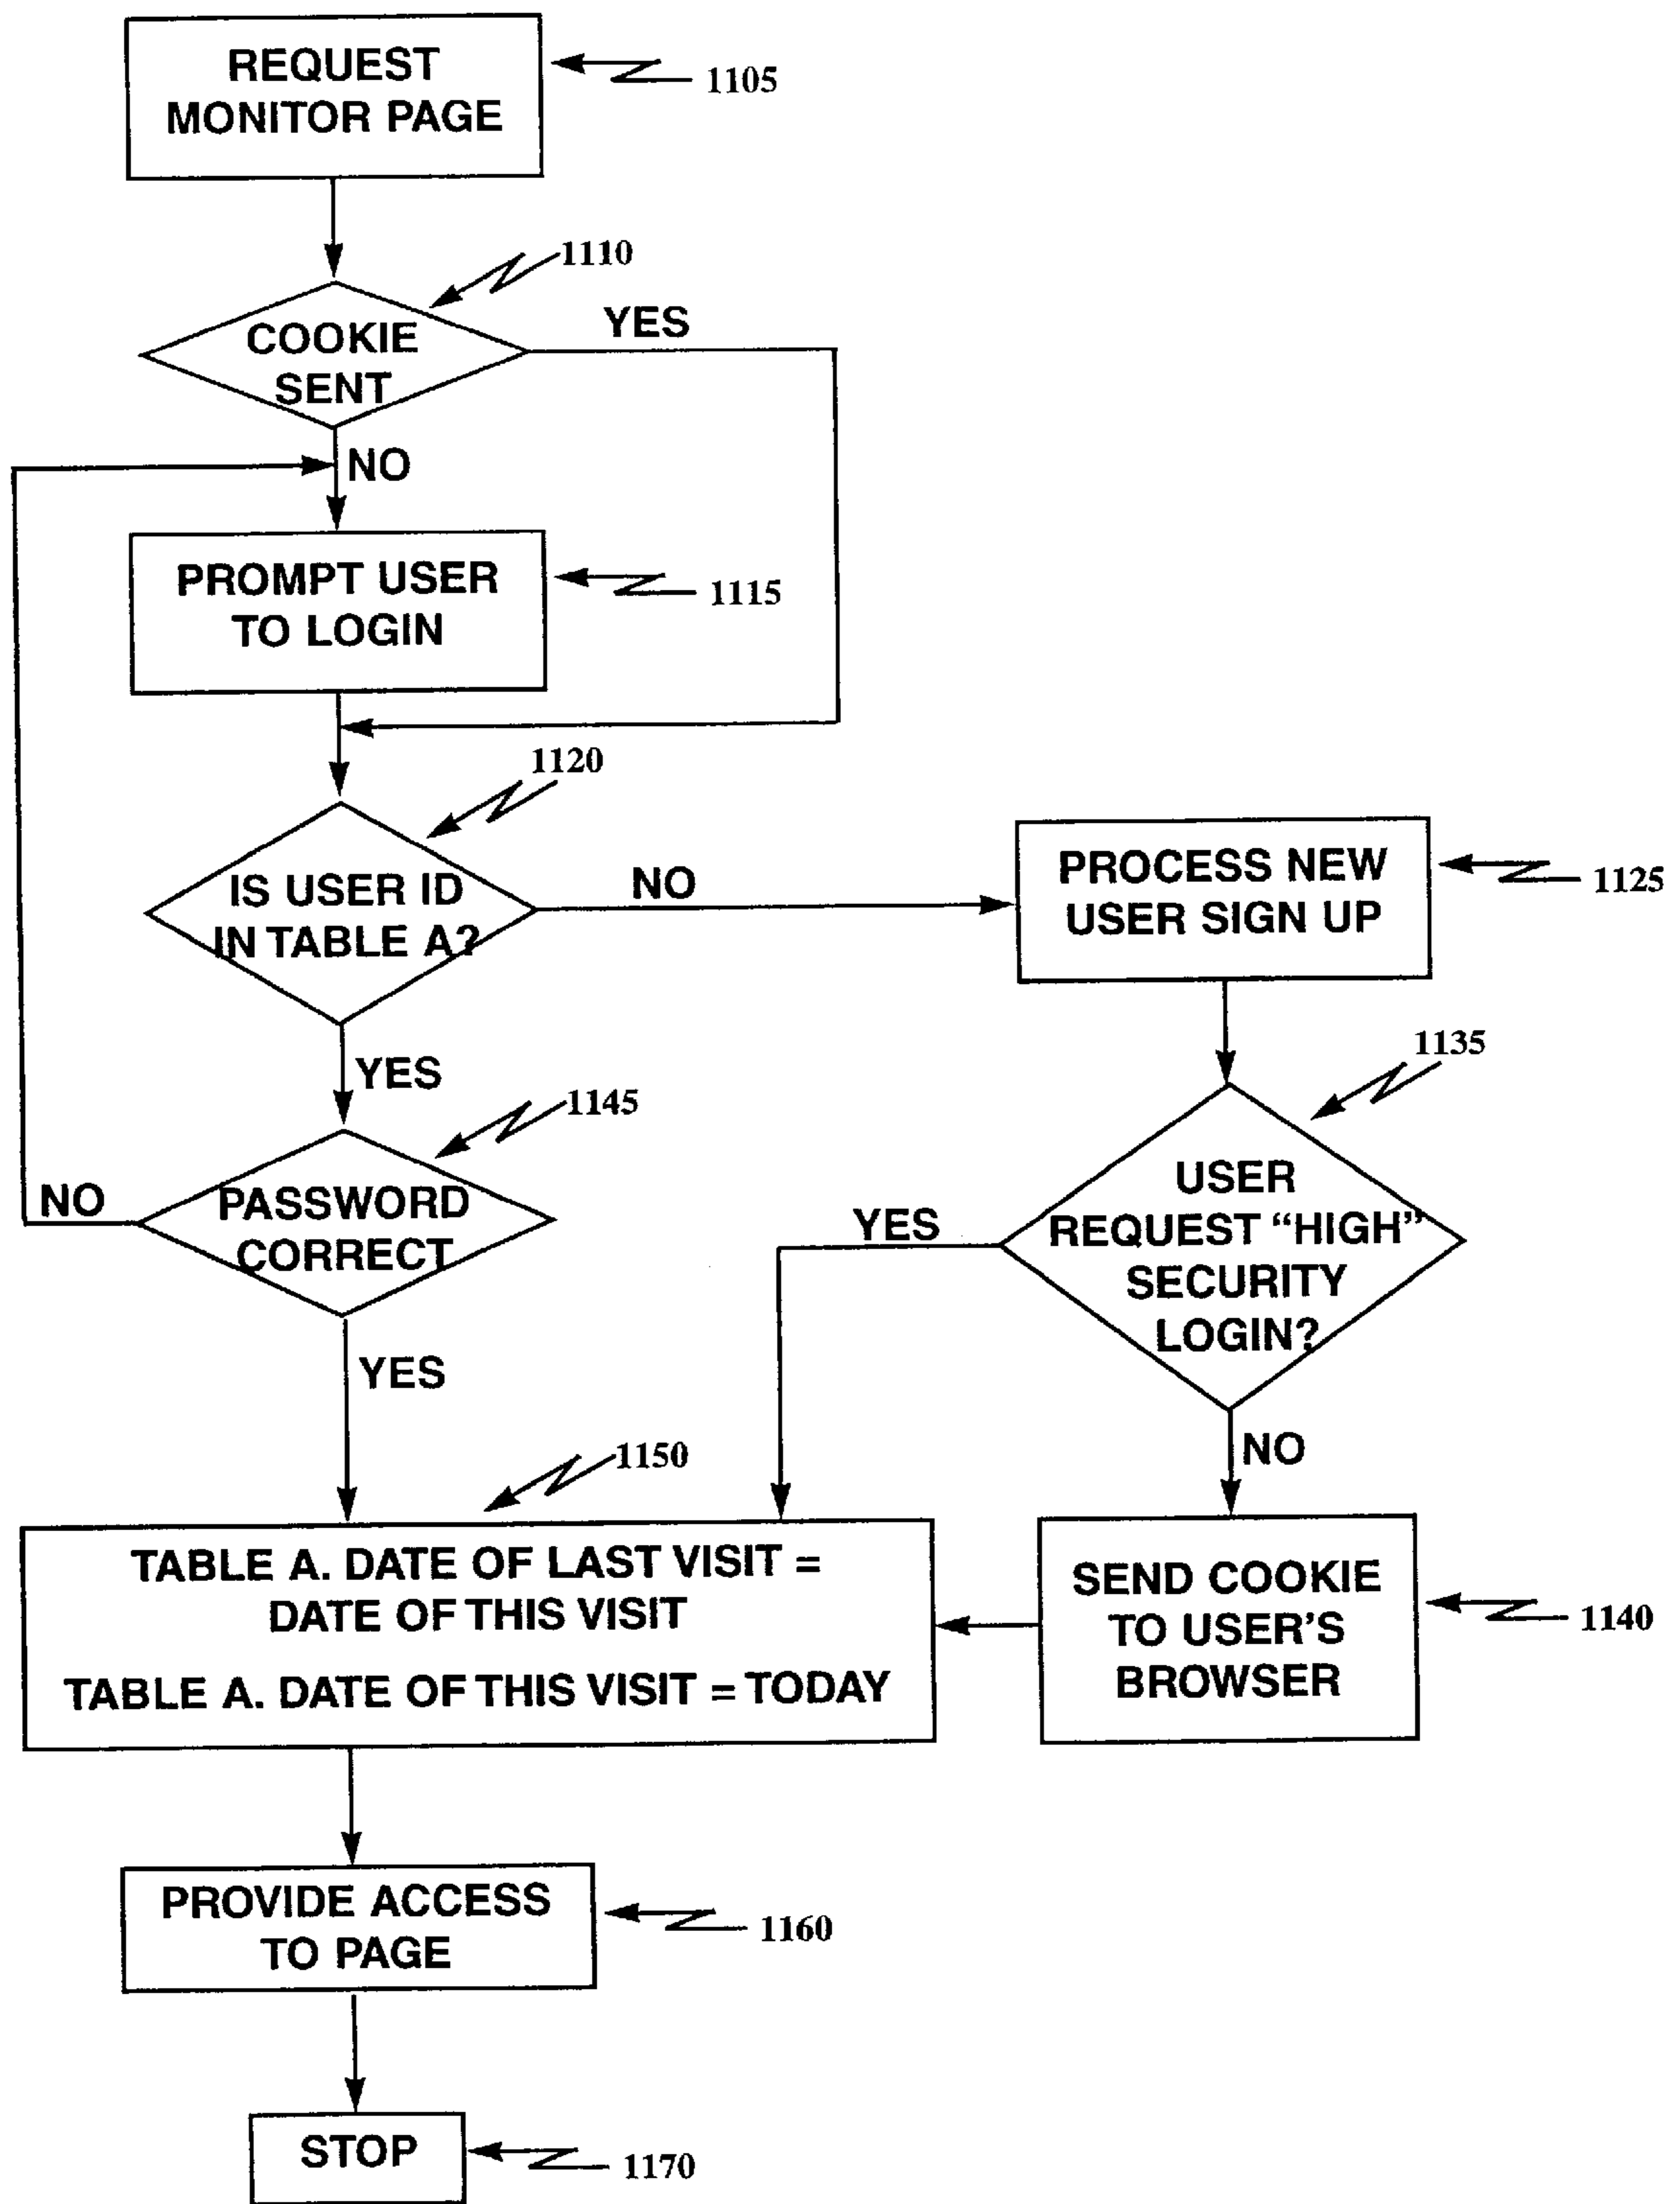 REQUEST
MONITOR PAGE
1105
1110
COOKIE
SENT
YES
NO
PROMPT USER
TO LOGIN
1115
1120
IS USER ID
IN TABLE A?
NO
PROCESS NEW
USER SIGN UP
1125
YES
1145
1135
PASSWORD
CORRECT
NO
USER
REQUEST “HIGH”
SECURITY
LOGIN?
YES
YES
NO
1150
TABLE A. DATE OF LAST VISIT =
DATE OF THIS VISIT
TABLE A. DATE OF THIS VISIT = TODAY
SEND COOKIE
TO USER’S
BROWSER
1140
PROVIDE ACCESS
TO PAGE
1160
STOP
1170